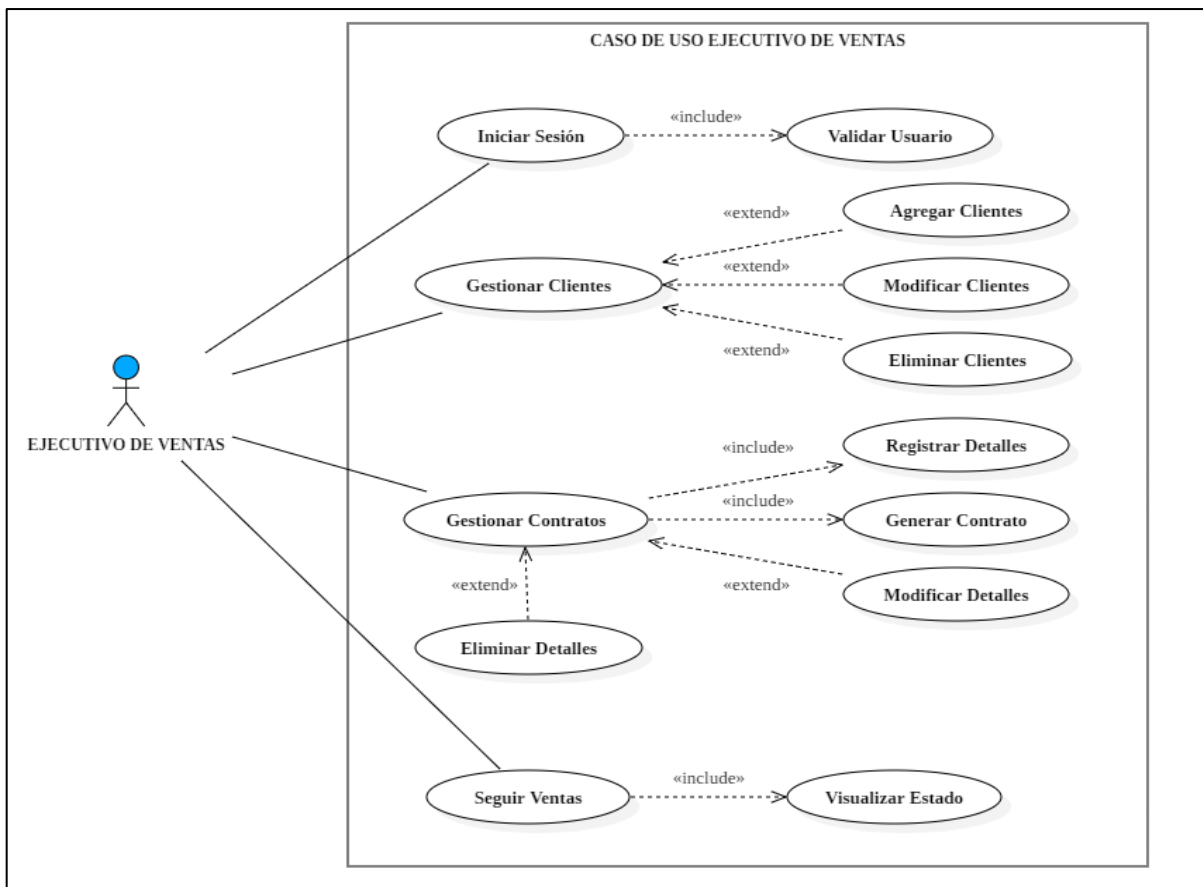 CASO DE USO EJECUTIVO DE VENTAS
Iniciar Sesión
«include»
Validar Usuario
Gestionar Clientes
«extend»
Agregar Clientes
«extend»
Modificar Clientes
«extend»
Eliminar Clientes
EJECUTIVO DE VENTAS
Gestionar Contratos
«include»
Registrar Detalles
«include»
Generar Contrato
«extend»
Modificar Detalles
«extend»
Eliminar Detalles
Seguir Ventas
«include»
Visualizar Estado